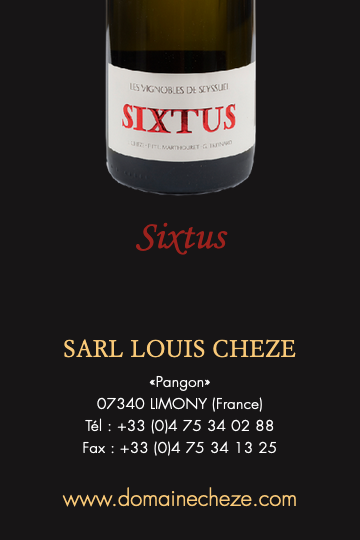 LES VIGNOBLES DE SEYSSUEL
SIXTUS
Sixtus
SARL LOUIS CHEZE
«Pangon»
07340 LIMONY (France)
Tél : +33 (0)4 75 34 02 88
Fax : +33 (0)4 75 34 13 25
www.domainecheze.com